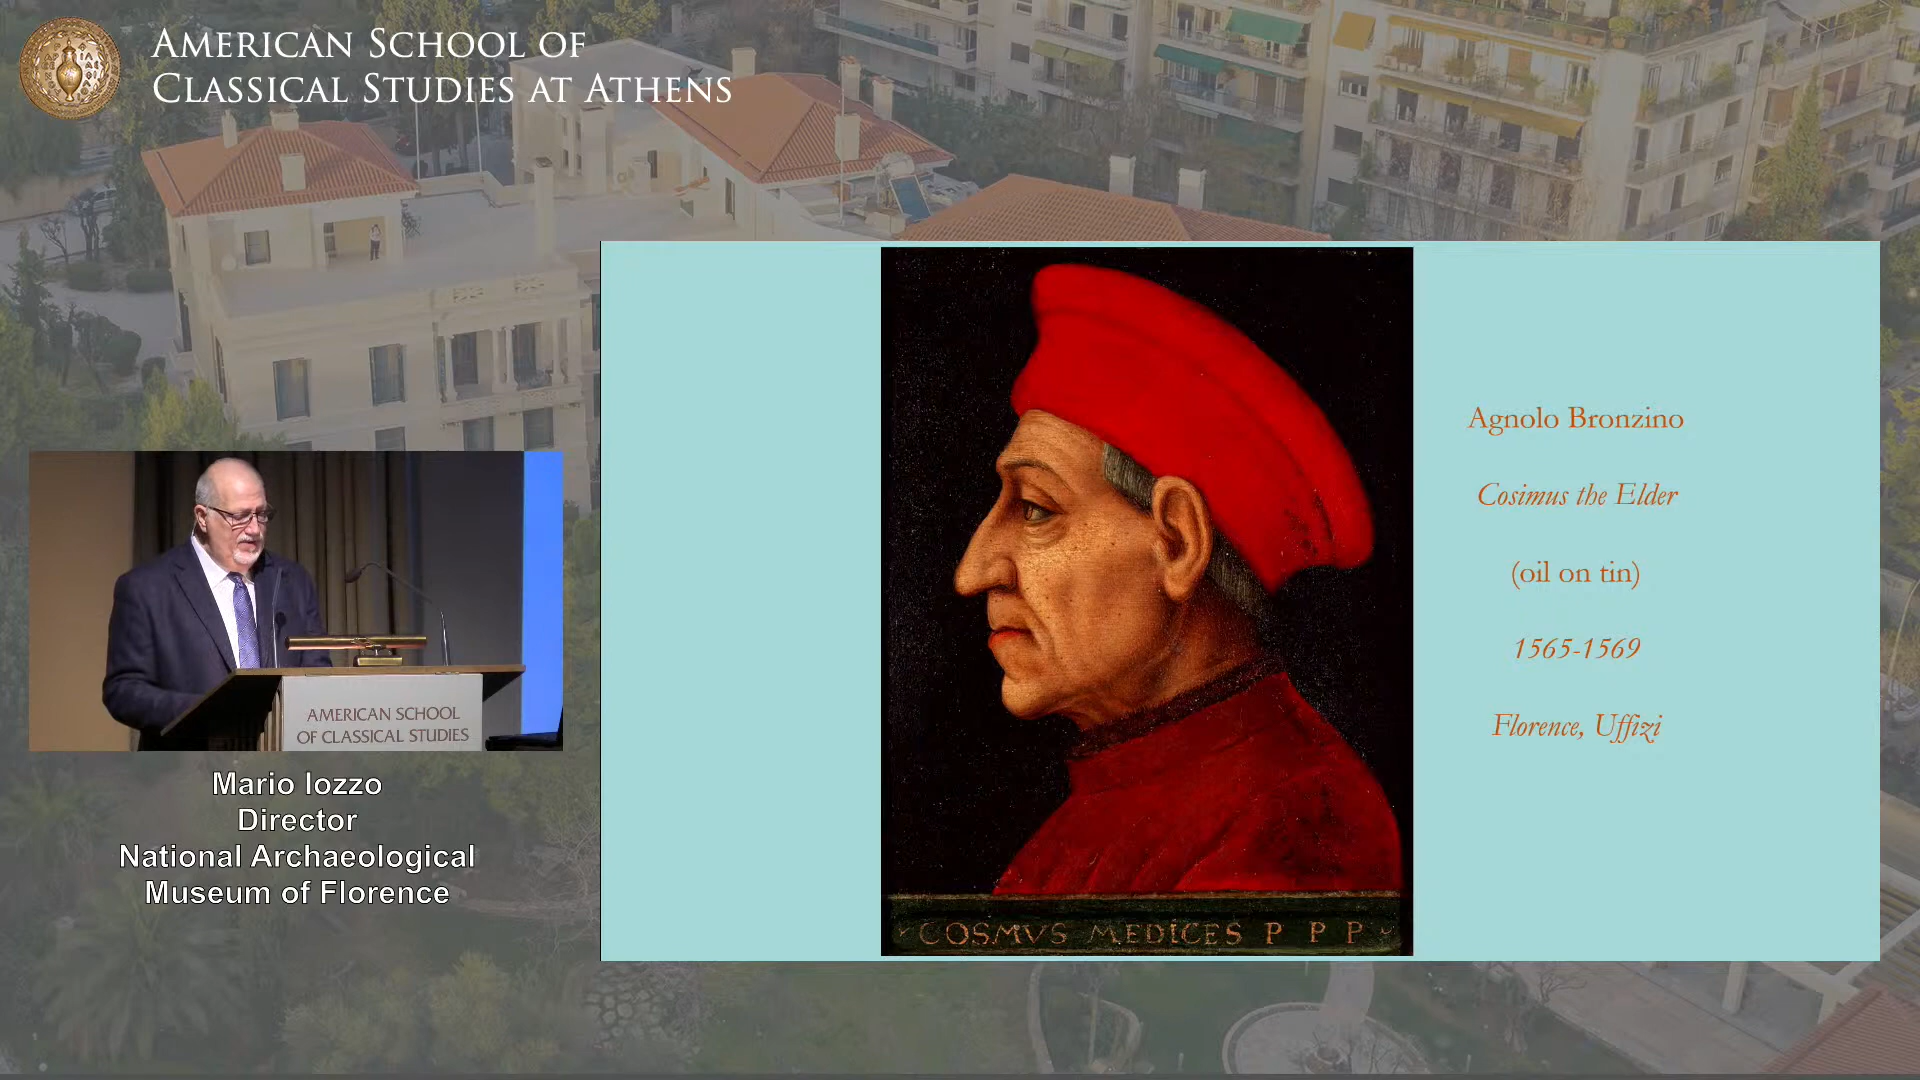 AMERICAN SCHOOL OF
CLASSICAL STUDIES AT ATHENS
Agnolo Bronzino
Cosimus the Elder
(oil on tin)
1565-1569
Florence, Uffizi
COSMVS MEDICES P P P
AMERICAN SCHOOL
OF CLASSICAL STUDIES
Mario Iozzo
Director
National Archaeological
Museum of Florence